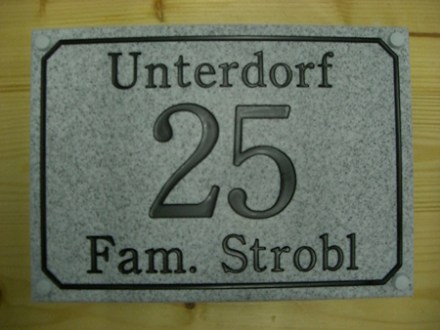 Unterdorf
25
Fam. Strobl